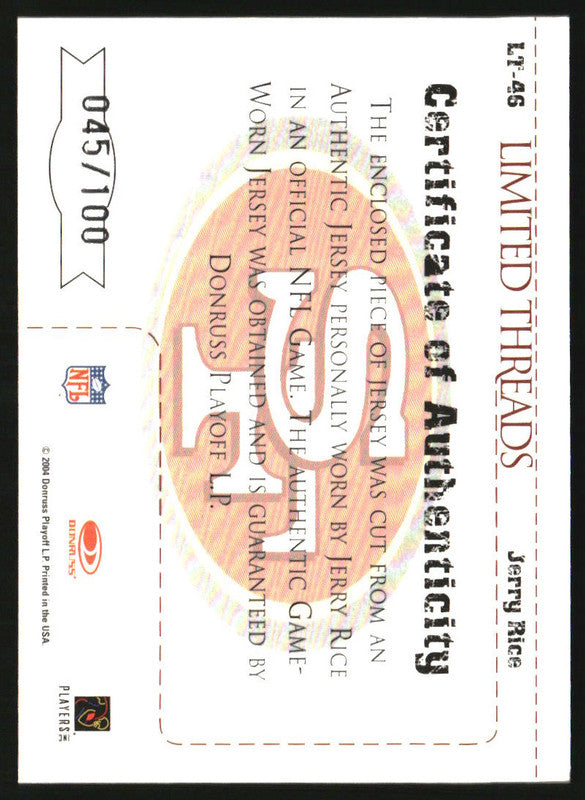 LT-46 LIMITED THREADS Jerry Rice
Certificate of Authenticity
THE ENCLOSED PIECE OF JERSEY WAS CUT FROM AN
AUTHENTIC JERSEY PERSONALLY WORN BY JERRY RICE
IN AN OFFICIAL NFL GAME. THE AUTHENTIC GAME-
WORN JERSEY WAS OBTAINED AND IS GUARANTEED BY
DONRUSS PLAYOFF L.P.
SF
045/100
NFL
DONRUSS
PLAYERS INC
© 2004 Donruss Playoff L.P. Printed in the USA.